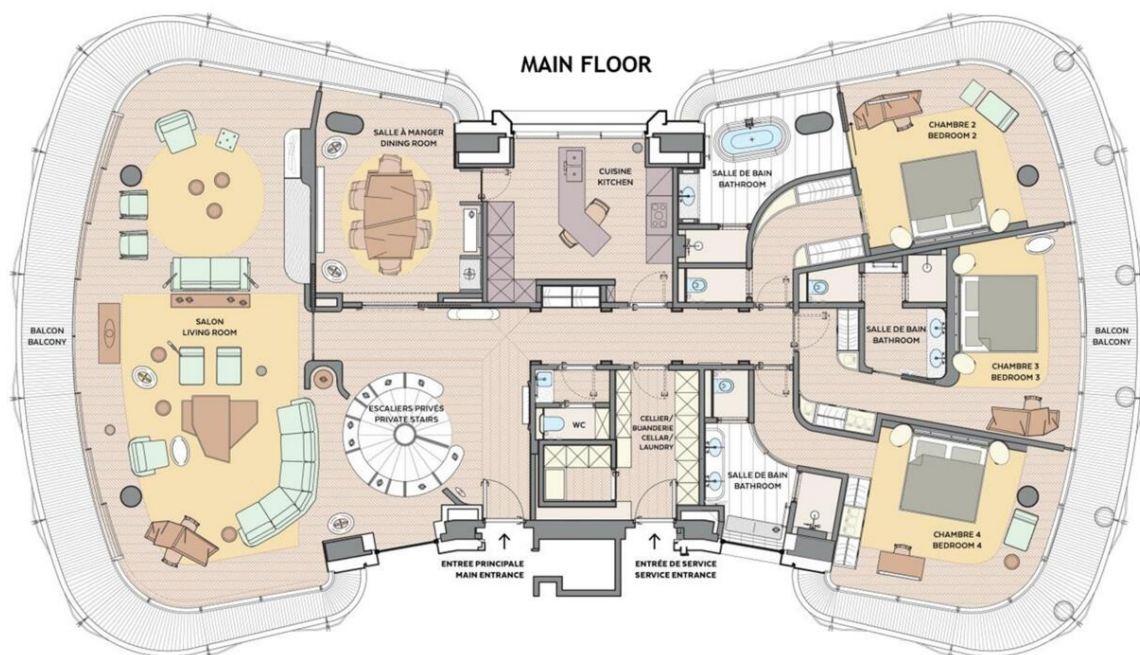 MAIN FLOOR
SALLE À MANGER
DINING ROOM
CUISINE
KITCHEN
SALLE DE BAIN
BATHROOM
CHAMBRE 2
BEDROOM 2
SALON
LIVING ROOM
BALCON
BALCONY
SALLE DE BAIN
BATHROOM
CHAMBRE 3
BEDROOM 3
BALCON
BALCONY
ESCALIERS PRIVÉS
PRIVATE STAIRS
WC
CELLIER/
BUANDERIE
CELLAR/
LAUNDRY
SALLE DE BAIN
BATHROOM
CHAMBRE 4
BEDROOM 4
ENTREE PRINCIPALE
MAIN ENTRANCE
ENTRÉE DE SERVICE
SERVICE ENTRANCE